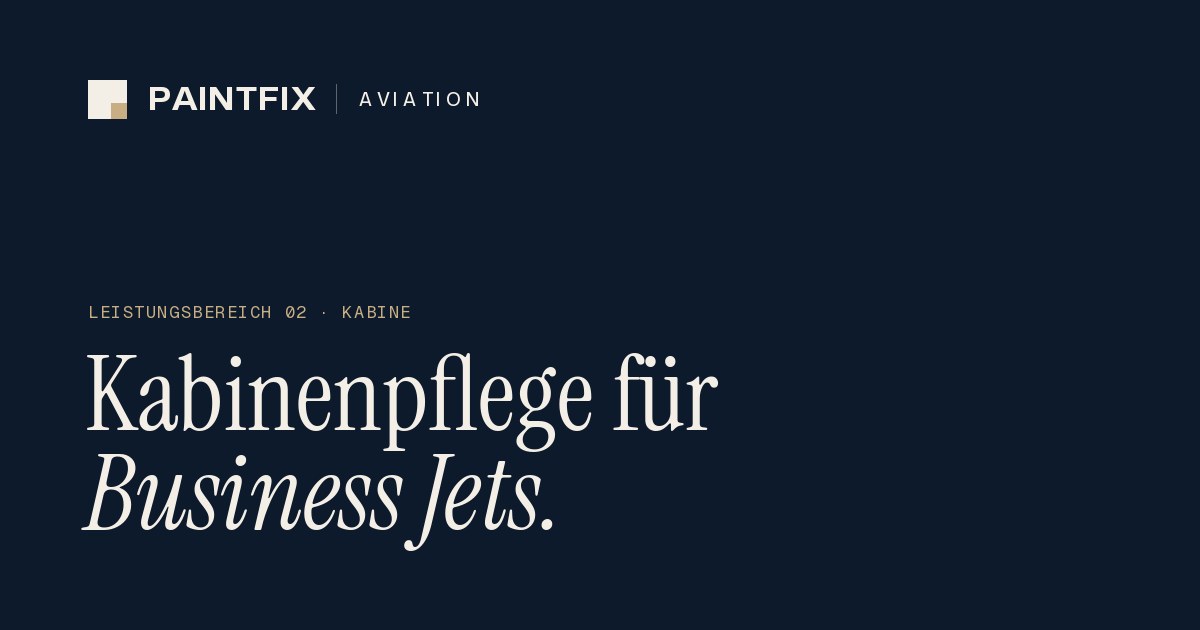 PAINTFIX | AVIATION
LEISTUNGSBEREICH 02 · KABINE
Kabinenpflege für
Business Jets.